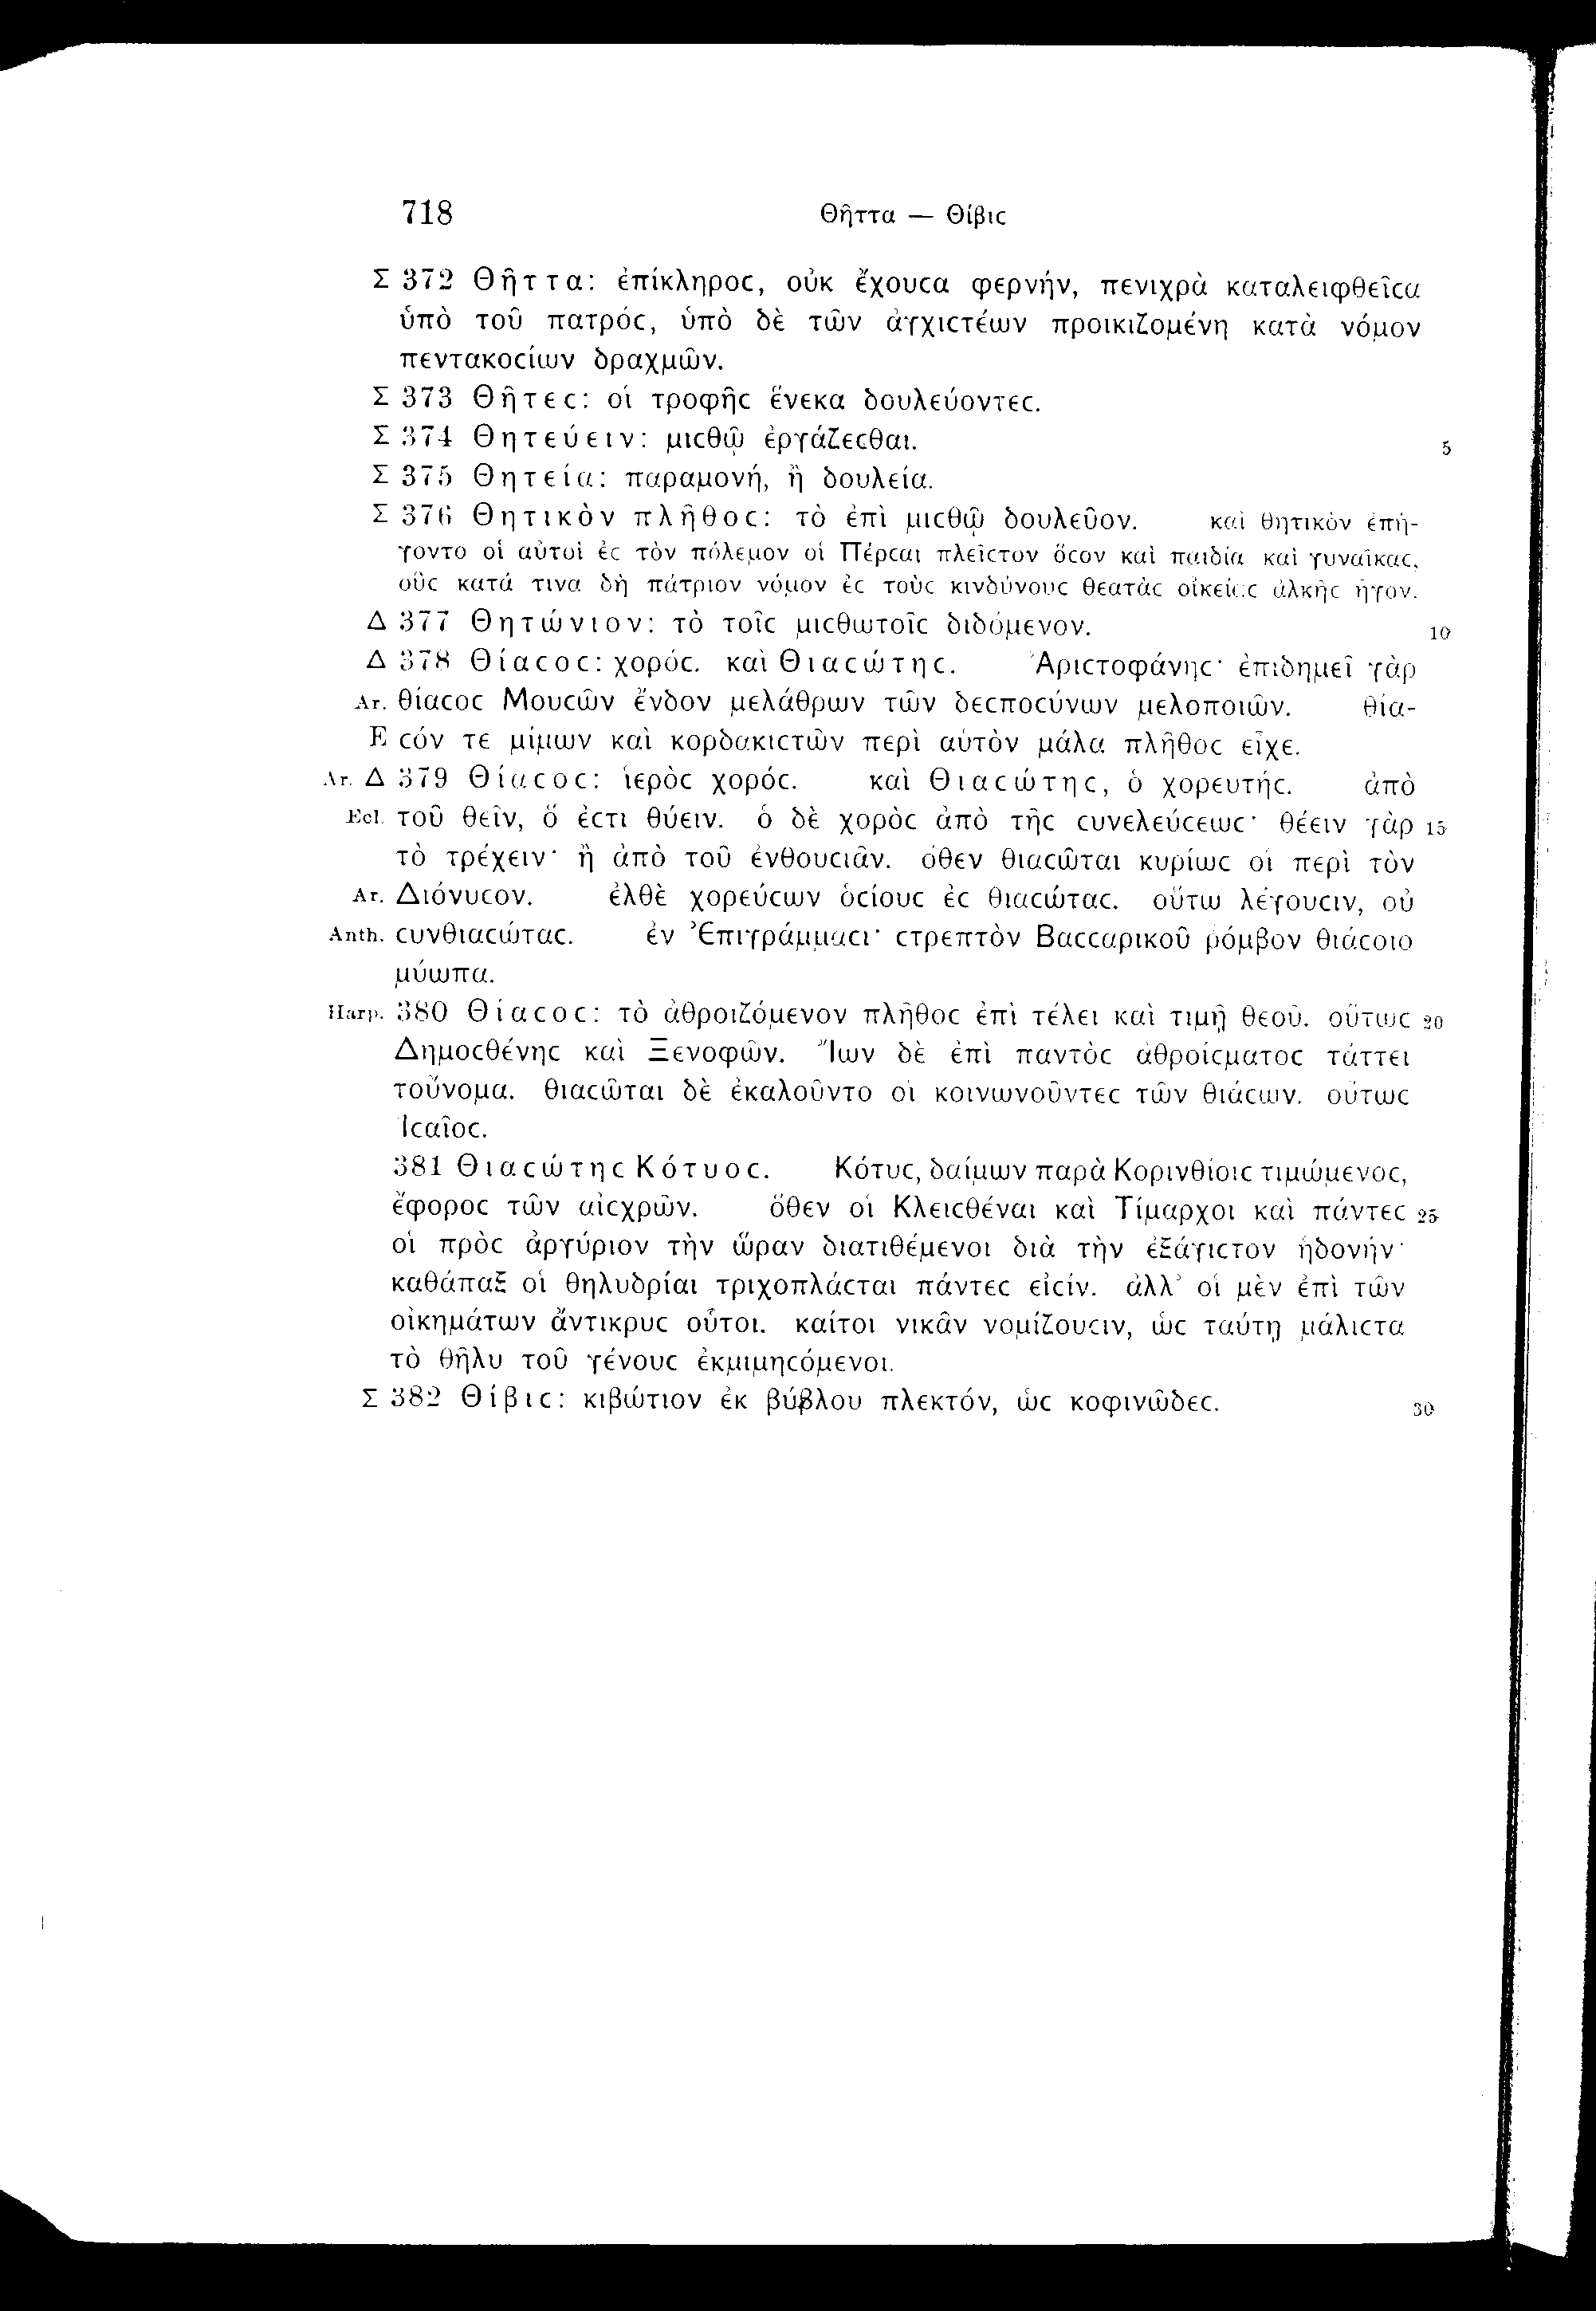 718 Θῆττα — Θίβιϲ
Σ 372 Θῆττα: ἐπίκληροϲ, οὐκ ἔχουϲα φερνήν, πενιχρὰ καταλειφθεῖϲα
ὑπὸ τοῦ πατρόϲ, ὑπὸ δὲ τῶν ἀγχιϲτέων προικιζομένη κατὰ νόμον
πεντακοϲίων δραχμῶν.
Σ 373 Θῆτεϲ: οἱ τροφῆϲ ἕνεκα δουλεύοντεϲ.
Σ 374 Θητεύειν: μιϲθῷ ἐργάζεϲθαι. 5
Σ 375 Θητεία: παραμονή, ἢ δουλεία.
Σ 376 Θητικὸν πλῆθοϲ: τὸ ἐπὶ μιϲθῷ δουλεῦον. καὶ θητικὸν ἐπή-
γοντο οἱ αὐτοὶ ἐϲ τὸν πόλεμον οἱ Πέρϲαι πλεῖϲτον ὅϲον καὶ παιδία καὶ γυναῖκαϲ,
οὓϲ κατά τινα δὴ πάτριον νόμον ἐϲ τοὺϲ κινδύνουϲ θεατὰϲ οἰκείαϲ ἀλκῆϲ ἦγον.
Δ 377 Θητώνιον: τὸ τοῖϲ μιϲθωτοῖϲ διδόμενον. 10
Δ 378 Θίαϲοϲ: χορόϲ. καὶ Θιαϲώτηϲ. Ἀριϲτοφάνηϲ· ἐπιδημεῖ γὰρ
Ar. θίαϲοϲ Μουϲῶν ἔνδον μελάθρων τῶν δεϲποϲύνων μελοποιῶν. θία-
E ϲόν τε μίμων καὶ κορδακιϲτῶν περὶ αὑτὸν μάλα πλῆθοϲ εἶχε.
Ar. Δ 379 Θίαϲοϲ: ἱερὸϲ χορόϲ. καὶ Θιαϲώτηϲ, ὁ χορευτήϲ. ἀπὸ
Ecl. τοῦ θεῖν, ὅ ἐϲτι θύειν. ὁ δὲ χορὸϲ ἀπὸ τῆϲ ϲυνελεύϲεωϲ· θέειν γὰρ 15
τὸ τρέχειν· ἢ ἀπὸ τοῦ ἐνθουϲιᾶν. ὅθεν θιαϲῶται κυρίωϲ οἱ περὶ τὸν
Ar. Διόνυϲον. ἐλθὲ χορεύϲων ὁϲίουϲ ἐϲ θιαϲώταϲ. οὕτω λέγουϲιν, οὐ
Anth. ϲυνθιαϲώταϲ. ἐν Ἐπιγράμμαϲι· ϲτρεπτὸν Βαϲϲαρικοῦ ῥόμβον θιάϲοιο
μύωπα.
Harp. 380 Θίαϲοϲ: τὸ ἀθροιζόμενον πλῆθοϲ ἐπὶ τέλει καὶ τιμῇ θεοῦ. οὕτωϲ 20
Δημοϲθένηϲ καὶ Ξενοφῶν. Ἴων δὲ ἐπὶ παντὸϲ ἀθροίϲματοϲ τάττει
τοὔνομα. θιαϲῶται δὲ ἐκαλοῦντο οἱ κοινωνοῦντεϲ τῶν θιάϲων. οὕτωϲ
Ἰϲαῖοϲ.
381 Θιαϲώτηϲ Κότυοϲ. Κότυϲ, δαίμων παρὰ Κορινθίοιϲ τιμώμενοϲ,
ἔφοροϲ τῶν αἰϲχρῶν. ὅθεν οἱ Κλειϲθέναι καὶ Τίμαρχοι καὶ πάντεϲ 25
οἱ πρὸϲ ἀργύριον τὴν ὥραν διατιθέμενοι διὰ τὴν ἐξάγιϲτον ἡδονήν·
καθάπαξ οἱ θηλυδρίαι τριχοπλάϲται πάντεϲ εἰϲίν. ἀλλ’ οἱ μὲν ἐπὶ τῶν
οἰκημάτων ἄντικρυϲ οὗτοι. καίτοι νικᾶν νομίζουϲιν, ὡϲ ταύτῃ μάλιϲτα
τὸ θῆλυ τοῦ γένουϲ ἐκμιμηϲόμενοι.
Σ 382 Θίβιϲ: κιβώτιον ἐκ βύβλου πλεκτόν, ὡϲ κοφινῶδεϲ. 30